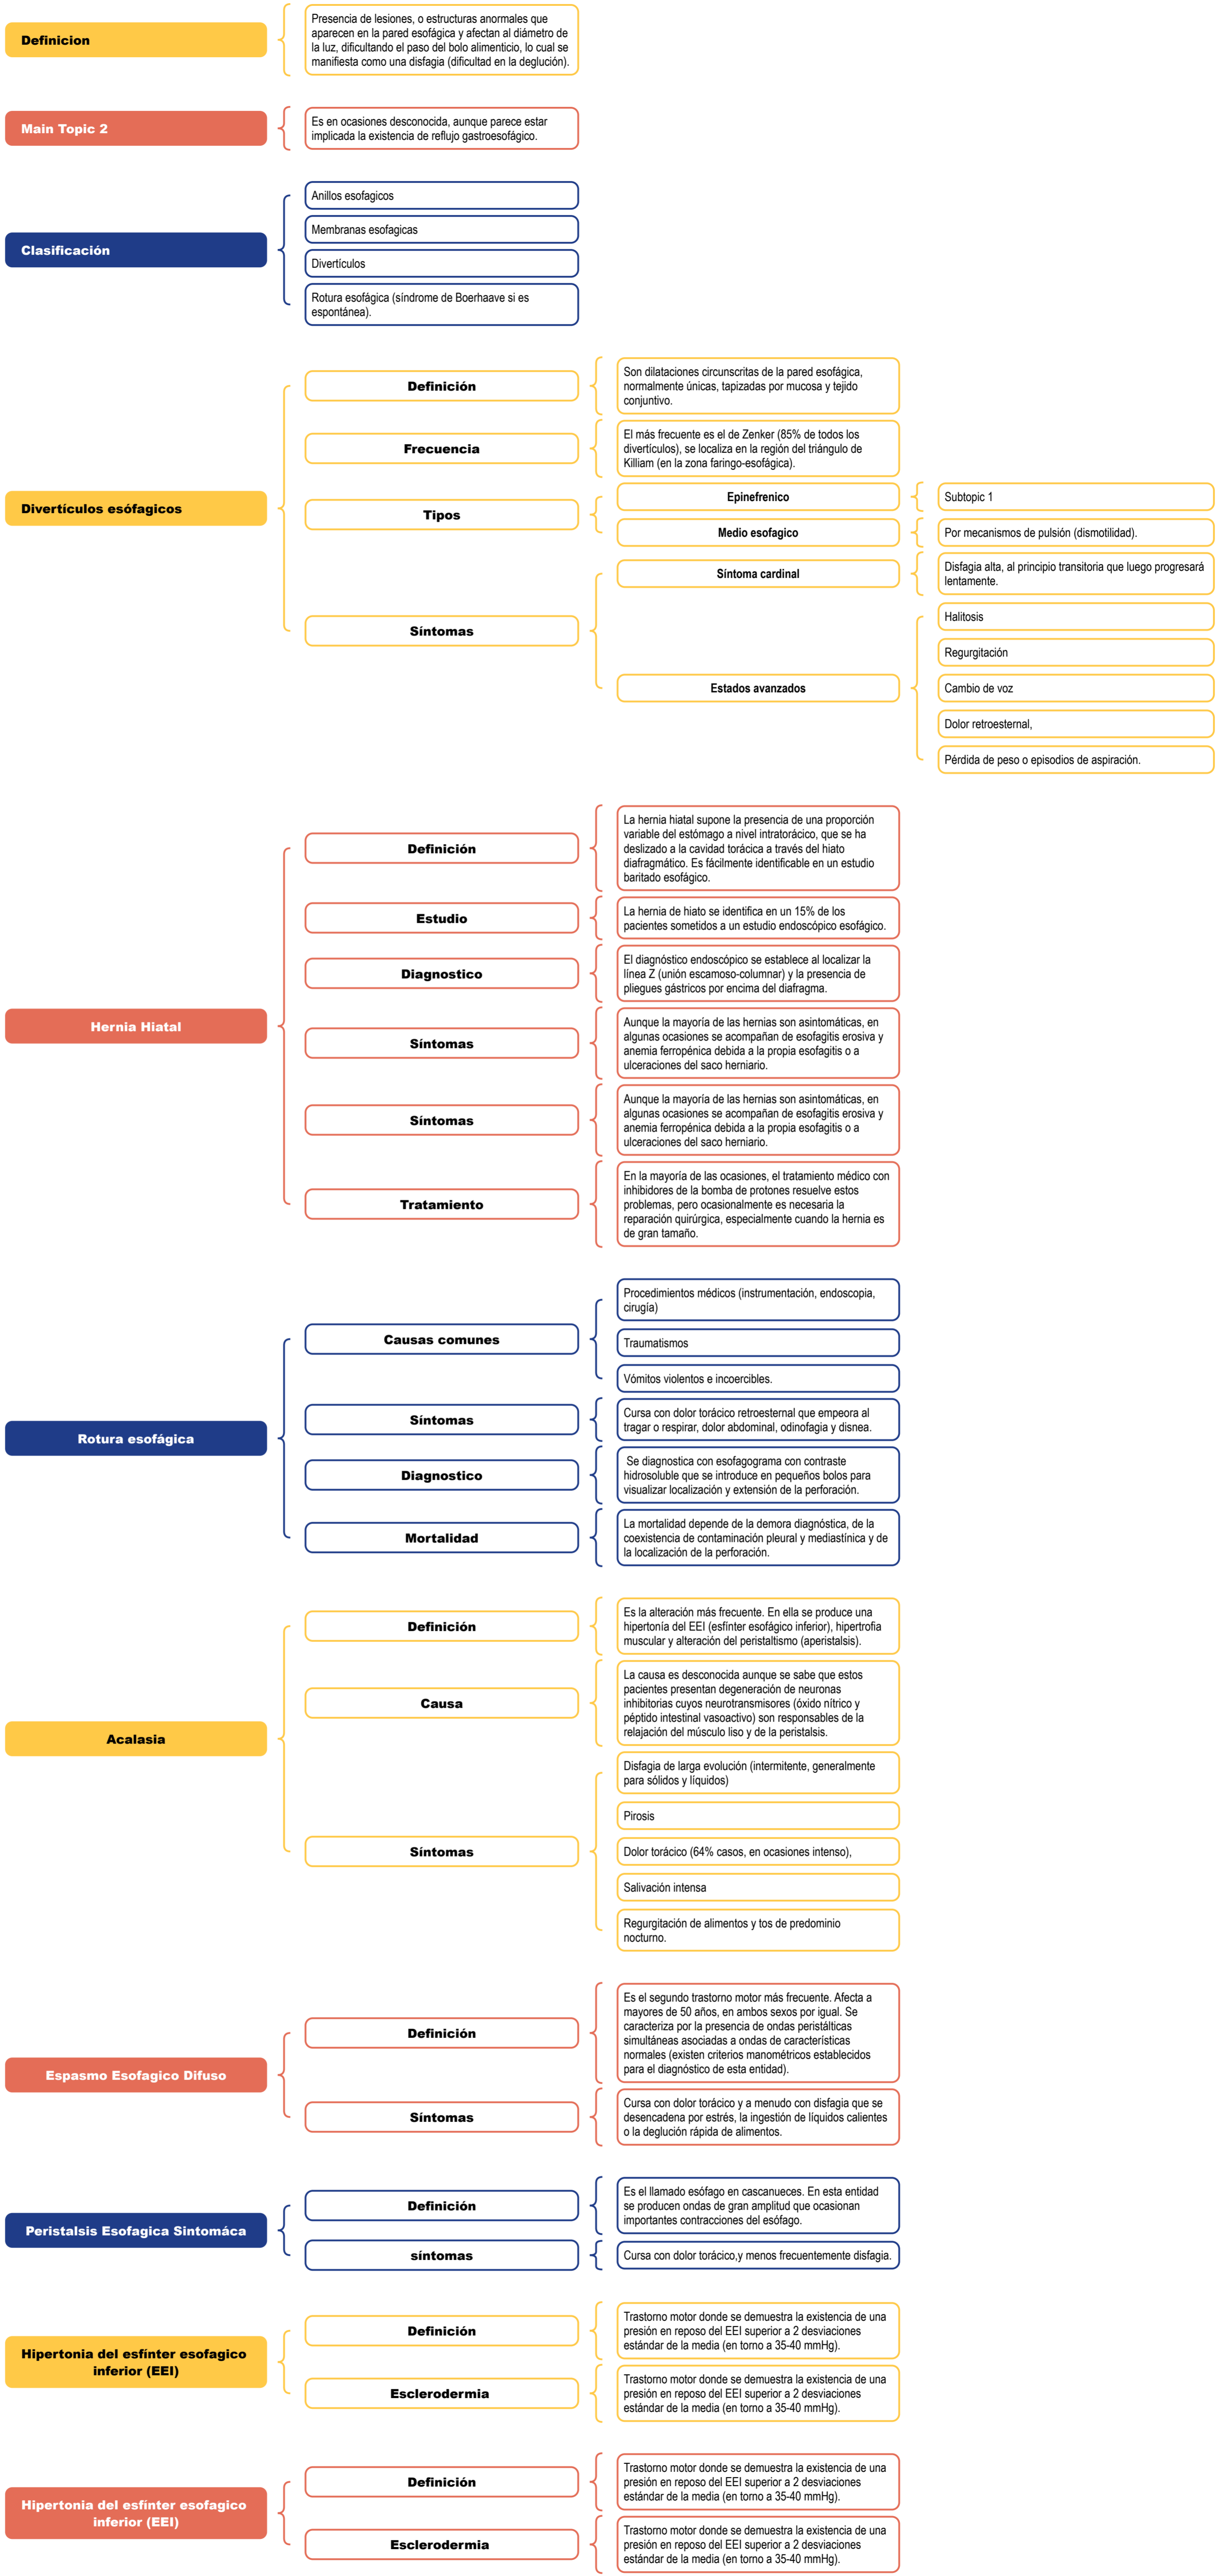 Definicion
Presencia de lesiones, o estructuras anormales que
aparecen en la pared esofágica y afectan al diámetro de
la luz, dificultando el paso del bolo alimenticio, lo cual se
manifiesta como una disfagia (dificultad en la deglución).
Main Topic 2
Es en ocasiones desconocida, aunque parece estar
implicada la existencia de reflujo gastroesofágico.
Clasificación
Anillos esofagicos
Membranas esofagicas
Divertículos
Rotura esofágica (síndrome de Boerhaave si es
espontánea).
Divertículos esófagicos
Definición
Son dilataciones circunscritas de la pared esofágica,
normalmente únicas, tapizadas por mucosa y tejido
conjuntivo.
Frecuencia
El más frecuente es el de Zenker (85% de todos los
divertículos), se localiza en la región del triángulo de
Killiam (en la zona faringo-esofágica).
Tipos
Epinefrenico
Subtopic 1
Medio esofagico
Por mecanismos de pulsión (dismotilidad).
Síntomas
Síntoma cardinal
Disfagia alta, al principio transitoria que luego progresará
lentamente.
Estados avanzados
Halitosis
Regurgitación
Cambio de voz
Dolor retroesternal,
Pérdida de peso o episodios de aspiración.
Hernia Hiatal
Definición
La hernia hiatal supone la presencia de una proporción
variable del estómago a nivel intratorácico, que se ha
deslizado a la cavidad torácica a través del hiato
diafragmático. Es fácilmente identificable en un estudio
baritado esofágico.
Estudio
La hernia de hiato se identifica en un 15% de los
pacientes sometidos a un estudio endoscópico esofágico.
Diagnostico
El diagnóstico endoscópico se establece al localizar la
línea Z (unión escamoso-columnar) y la presencia de
pliegues gástricos por encima del diafragma.
Síntomas
Aunque la mayoría de las hernias son asintomáticas, en
algunas ocasiones se acompañan de esofagitis erosiva y
anemia ferropénica debida a la propia esofagitis o a
ulceraciones del saco herniario.
Síntomas
Aunque la mayoría de las hernias son asintomáticas, en
algunas ocasiones se acompañan de esofagitis erosiva y
anemia ferropénica debida a la propia esofagitis o a
ulceraciones del saco herniario.
Tratamiento
En la mayoría de las ocasiones, el tratamiento médico con
inhibidores de la bomba de protones resuelve estos
problemas, pero ocasionalmente es necesaria la
reparación quirúrgica, especialmente cuando la hernia es
de gran tamaño.
Rotura esofágica
Causas comunes
Procedimientos médicos (instrumentación, endoscopia,
cirugía)
Traumatismos
Vómitos violentos e incoercibles.
Síntomas
Cursa con dolor torácico retroesternal que empeora al
tragar o respirar, dolor abdominal, odinofagia y disnea.
Diagnostico
Se diagnostica con esofagograma con contraste
hidrosoluble que se introduce en pequeños bolos para
visualizar localización y extensión de la perforación.
Mortalidad
La mortalidad depende de la demora diagnóstica, de la
coexistencia de contaminación pleural y mediastínica y de
la localización de la perforación.
Acalasia
Definición
Es la alteración más frecuente. En ella se produce una
hipertonía del EEI (esfínter esofágico inferior), hipertrofia
muscular y alteración del peristaltismo (aperistalsis).
Causa
La causa es desconocida aunque se sabe que estos
pacientes presentan degeneración de neuronas
inhibitorias cuyos neurotransmisores (óxido nítrico y
péptido intestinal vasoactivo) son responsables de la
relajación del músculo liso y de la peristalsis.
Síntomas
Disfagia de larga evolución (intermitente, generalmente
para sólidos y líquidos)
Pirosis
Dolor torácico (64% casos, en ocasiones intenso),
Salivación intensa
Regurgitación de alimentos y tos de predominio
nocturno.
Espasmo Esofagico Difuso
Definición
Es el segundo trastorno motor más frecuente. Afecta a
mayores de 50 años, en ambos sexos por igual. Se
caracteriza por la presencia de ondas peristálticas
simultáneas asociadas a ondas de características
normales (existen criterios manométricos establecidos
para el diagnóstico de esta entidad).
Síntomas
Cursa con dolor torácico y a menudo con disfagia que se
desencadena por estrés, la ingestión de líquidos calientes
o la deglución rápida de alimentos.
Peristalsis Esofagica Sintomáca
Definición
Es el llamado esófago en cascanueces. En esta entidad
se producen ondas de gran amplitud que ocasionan
importantes contracciones del esófago.
síntomas
Cursa con dolor torácico,y menos frecuentemente disfagia.
Hipertonia del esfínter esofagico
inferior (EEI)
Definición
Trastorno motor donde se demuestra la existencia de una
presión en reposo del EEI superior a 2 desviaciones
estándar de la media (en torno a 35-40 mmHg).
Esclerodermia
Trastorno motor donde se demuestra la existencia de una
presión en reposo del EEI superior a 2 desviaciones
estándar de la media (en torno a 35-40 mmHg).
Hipertonia del esfínter esofagico
inferior (EEI)
Definición
Trastorno motor donde se demuestra la existencia de una
presión en reposo del EEI superior a 2 desviaciones
estándar de la media (en torno a 35-40 mmHg).
Esclerodermia
Trastorno motor donde se demuestra la existencia de una
presión en reposo del EEI superior a 2 desviaciones
estándar de la media (en torno a 35-40 mmHg).